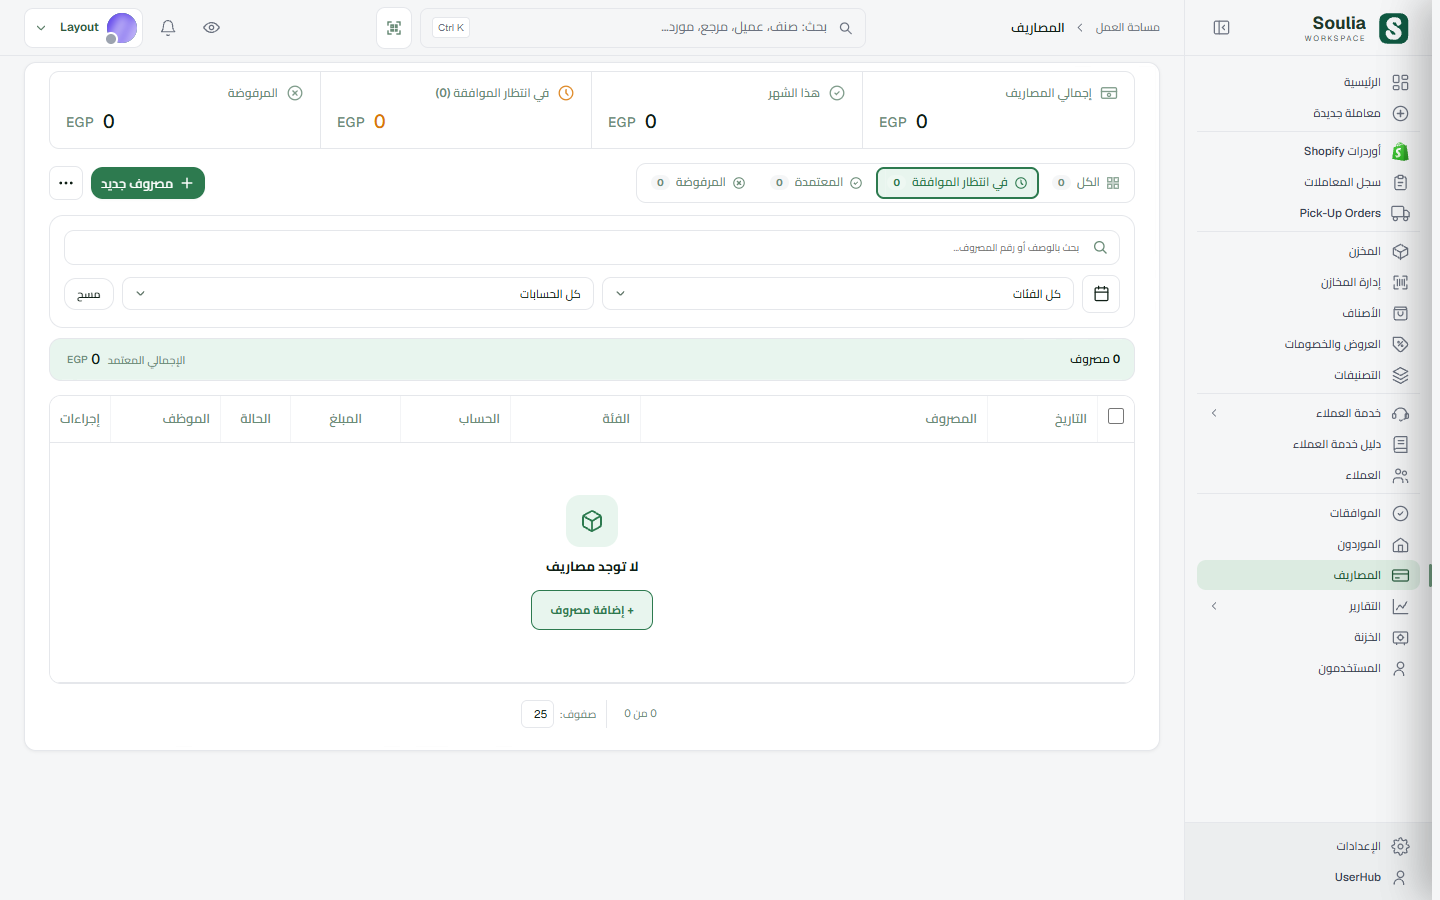 Soulia
WORKSPACE
مساحة العمل
المصاريف
بحث: صنف، عميل، مرجع، مورد...
Ctrl K
Layout
الرئيسية
معاملة جديدة
أوردرات Shopify
سجل المعاملات
Pick-Up Orders
المخزن
إدارة المخازن
الأصناف
العروض والخصومات
التصنيفات
خدمة العملاء
دليل خدمة العملاء
العملاء
الموافقات
الموردون
المصاريف
التقارير
الخزنة
المستخدمون
الإعدادات
UserHub
إجمالي المصاريف
0 EGP
هذا الشهر
0 EGP
في انتظار الموافقة (0)
0 EGP
المرفوضة
0 EGP
الكل 0
في انتظار الموافقة 0
المعتمدة 0
المرفوضة 0
مصروف جديد
بحث بالوصف أو رقم المصروف...
كل الفئات
كل الحسابات
مسح
0 مصروف
الإجمالي المعتمد 0 EGP
التاريخ
المصروف
الفئة
الحساب
المبلغ
الحالة
الموظف
إجراءات
لا توجد مصاريف
+ إضافة مصروف
0 من 0
صفوف: 25